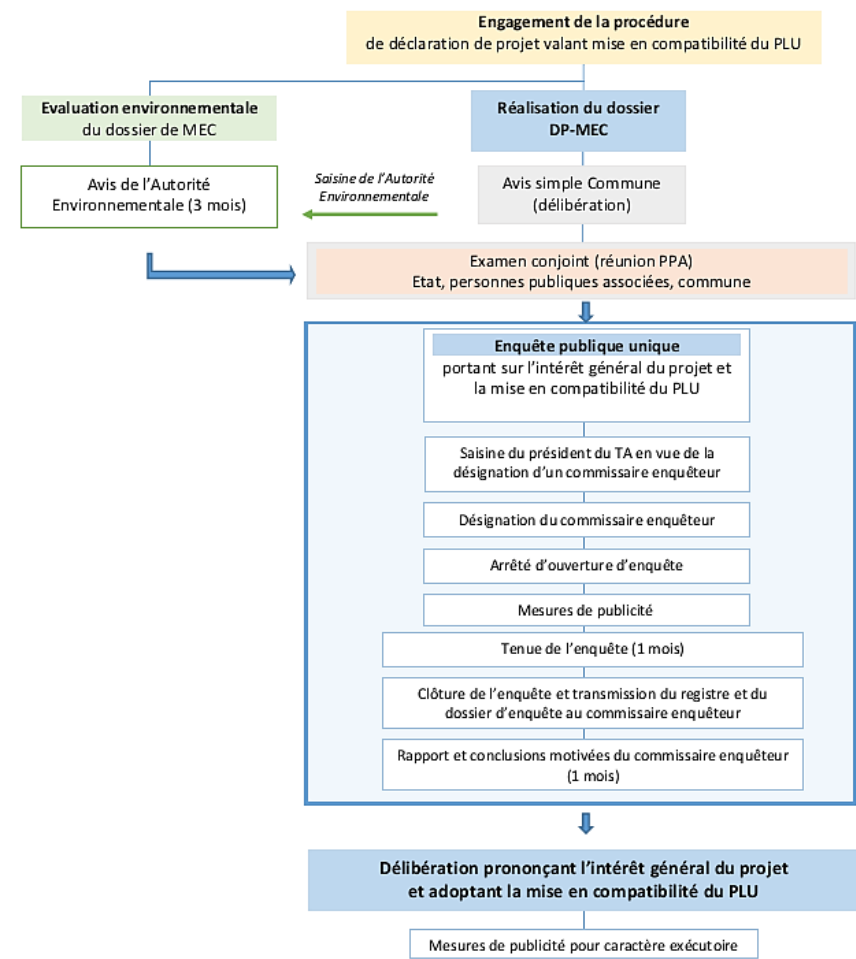 Engagement de la procédure
de déclaration de projet valant mise en compatibilité du PLU
Evaluation environnementale
du dossier de MEC
Réalisation du dossier
DP-MEC
Avis de l'Autorité
Environnementale (3 mois)
Saisine de l'Autorité
Environnementale
Avis simple Commune
(délibération)
Examen conjoint (réunion PPA)
Etat, personnes publiques associées, commune
Enquête publique unique
portant sur l'intérêt général du projet et
la mise en compatibilité du PLU
Saisine du président du TA en vue de la
désignation d'un commissaire enquêteur
Désignation du commissaire enquêteur
Arrêté d'ouverture d'enquête
Mesures de publicité
Tenue de l'enquête (1 mois)
Clôture de l'enquête et transmission du registre et du
dossier d'enquête au commissaire enquêteur
Rapport et conclusions motivées du commissaire enquêteur
(1 mois)
Délibération prononçant l'intérêt général du projet
et adoptant la mise en compatibilité du PLU
Mesures de publicité pour caractère exécutoire